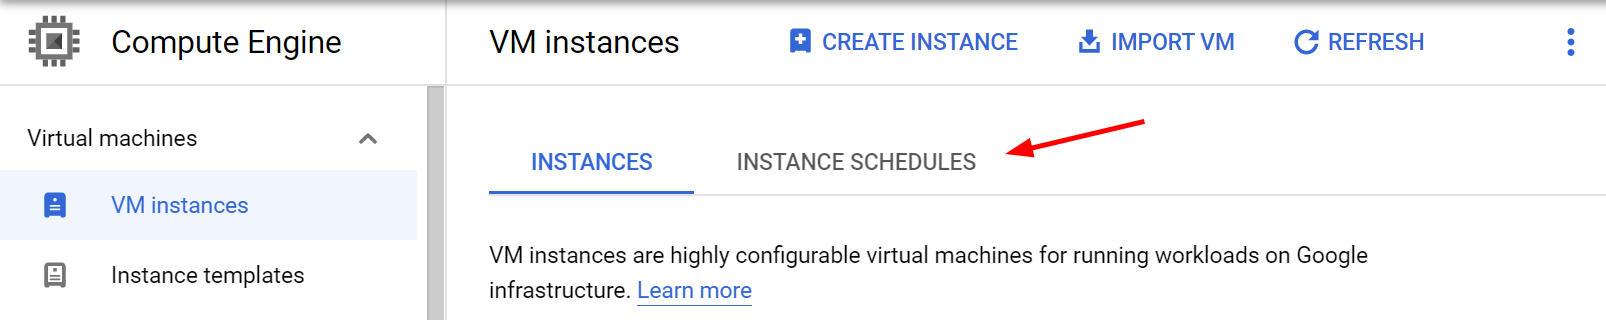 Compute Engine
VM instances
CREATE INSTANCE
IMPORT VM
REFRESH
Virtual machines
VM instances
Instance templates
INSTANCES
INSTANCE SCHEDULES
VM instances are highly configurable virtual machines for running workloads on Google
infrastructure. Learn more